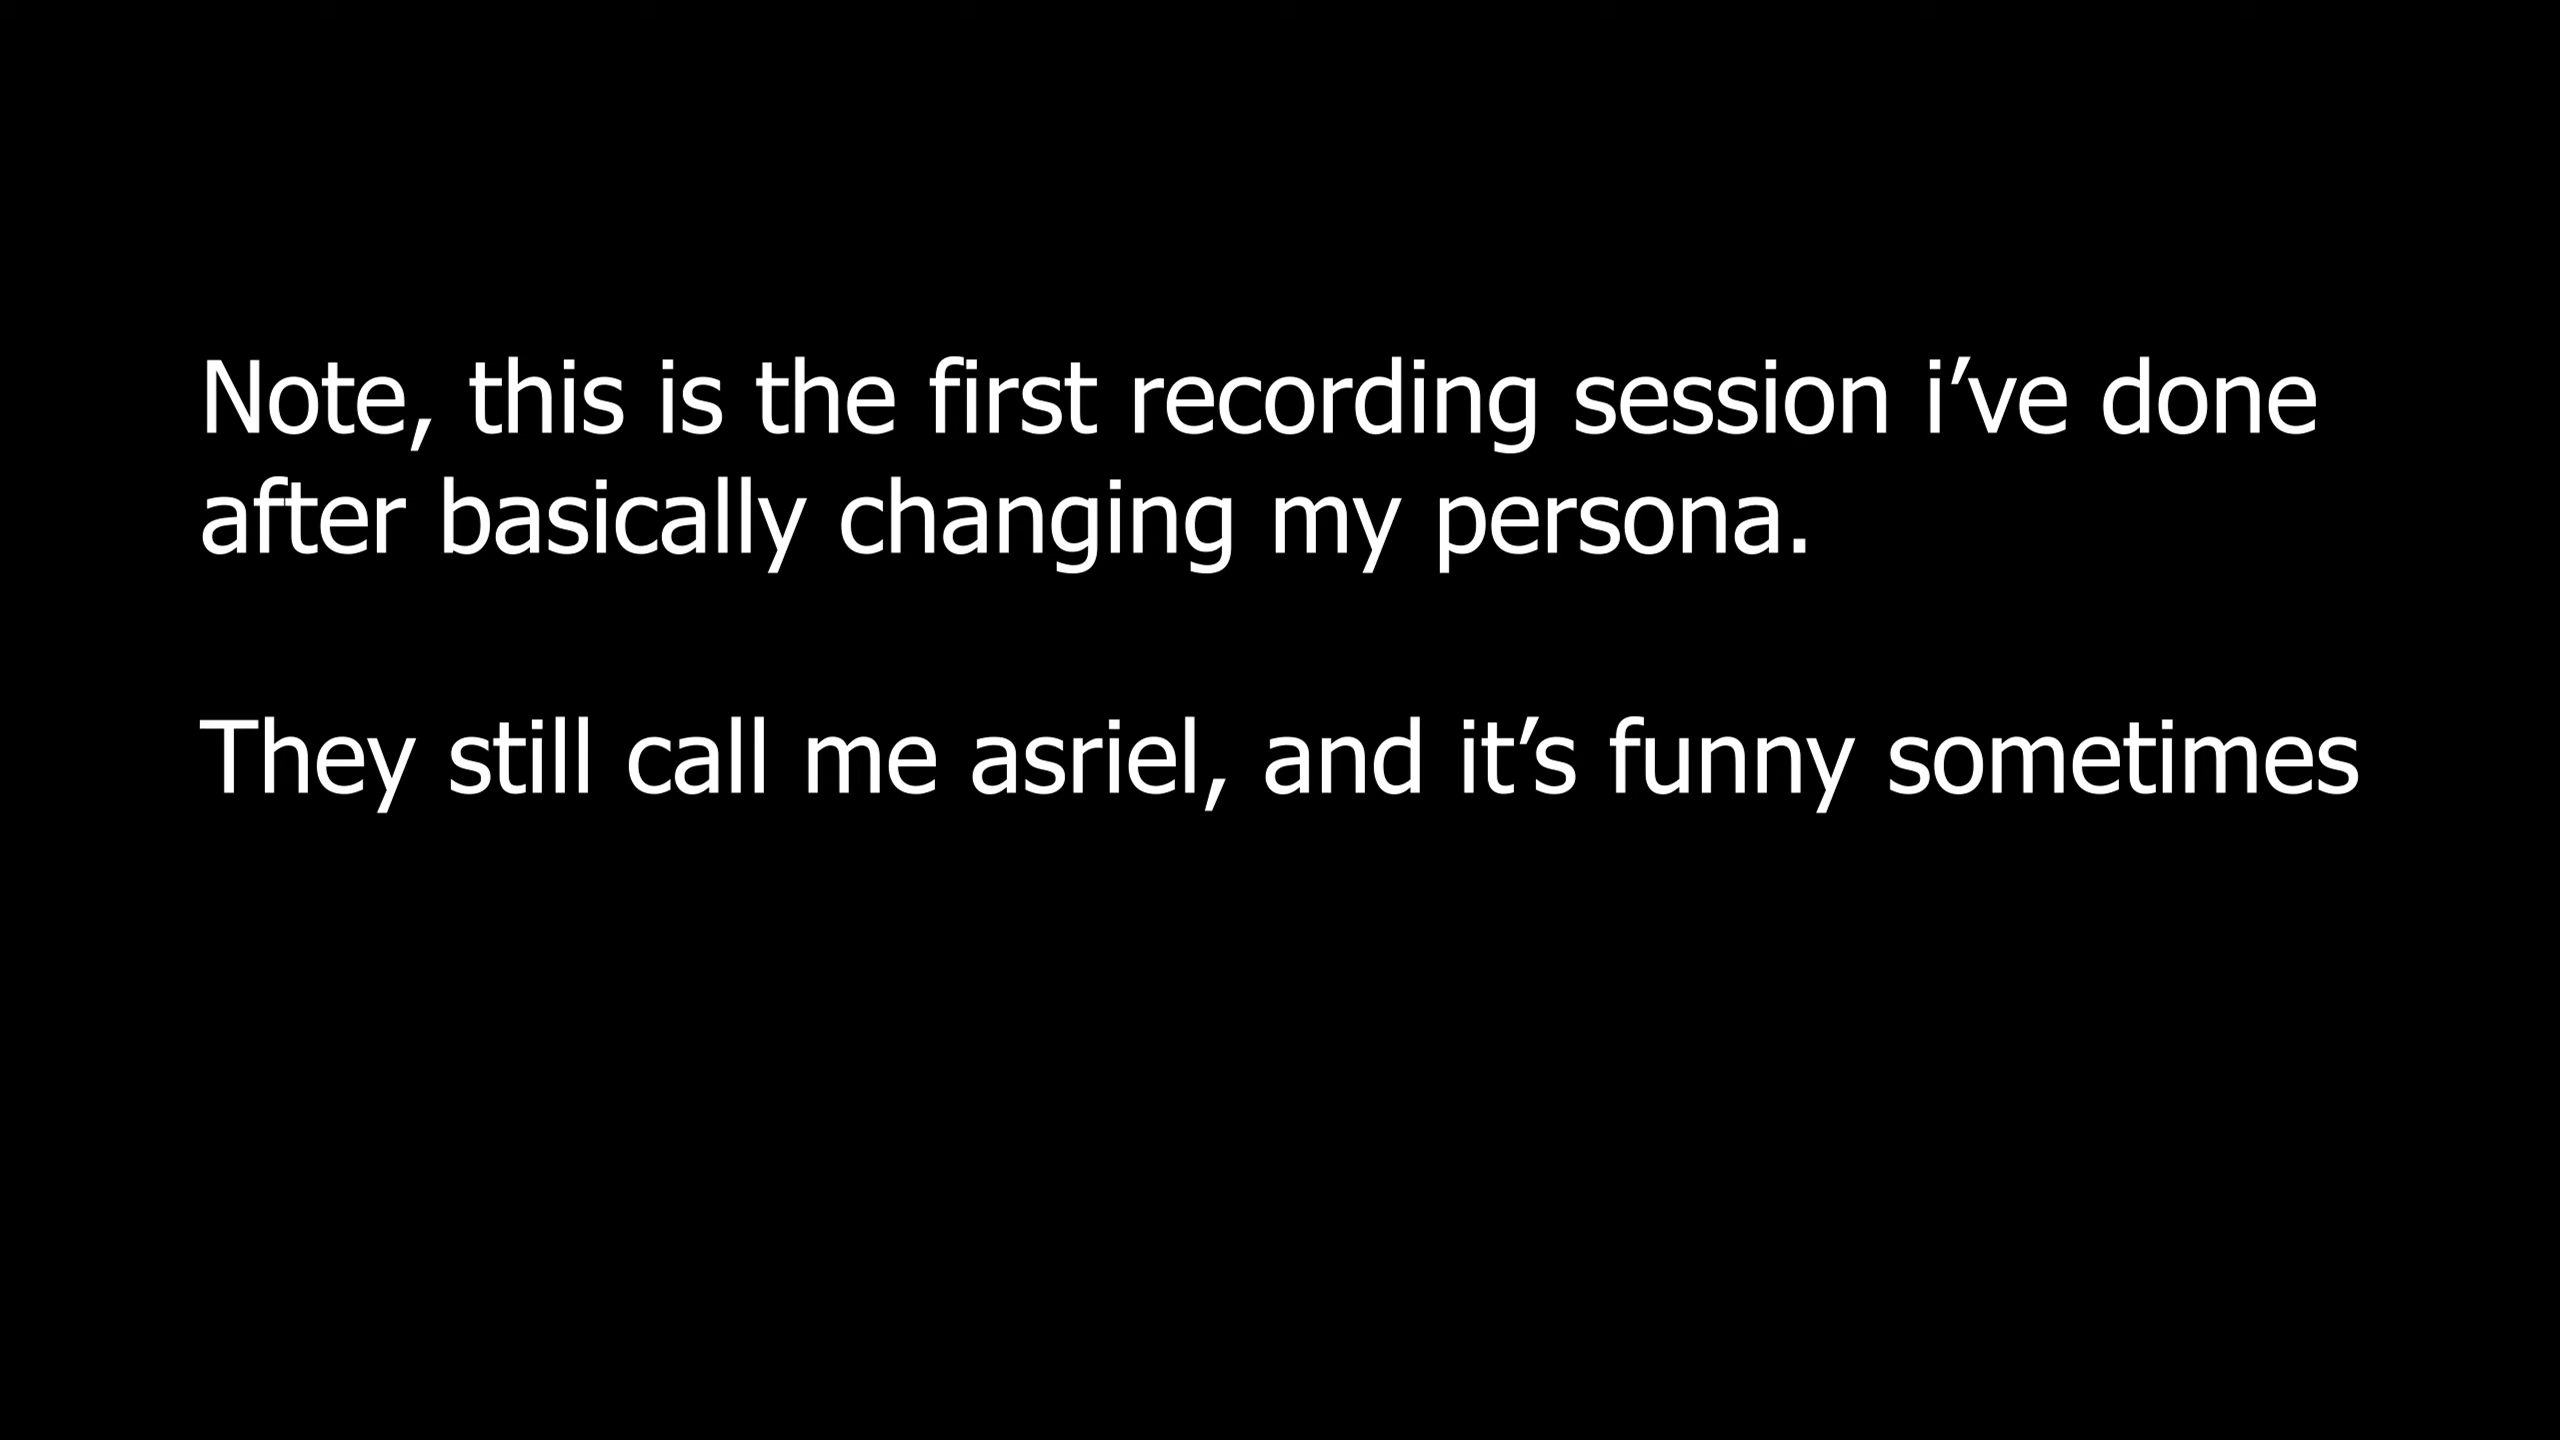 Note, this is the first recording session i’ve done
after basically changing my persona.
They still call me asriel, and it’s funny sometimes